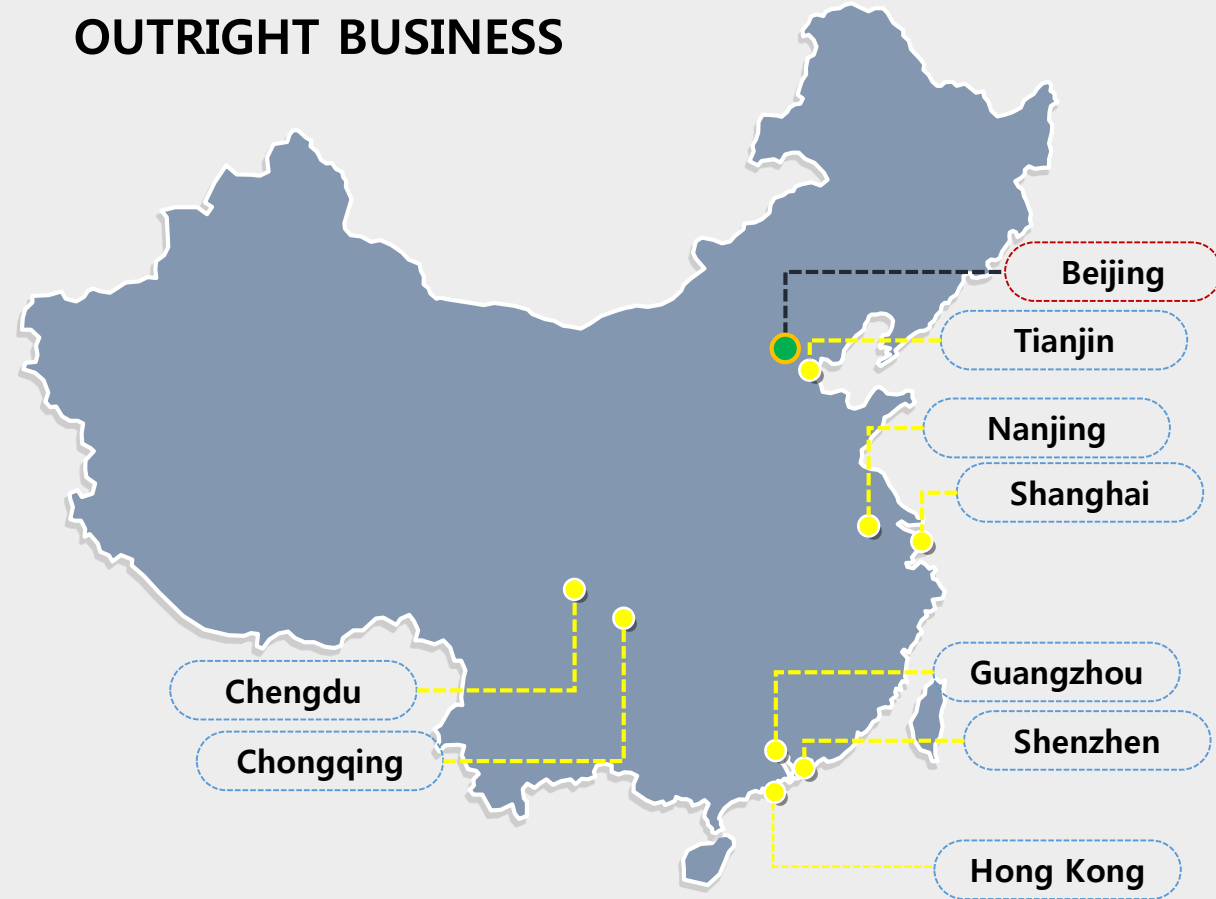 OUTRIGHT BUSINESS
Beijing
Tianjin
Nanjing
Shanghai
Guangzhou
Chengdu
Shenzhen
Chongqing
Hong Kong